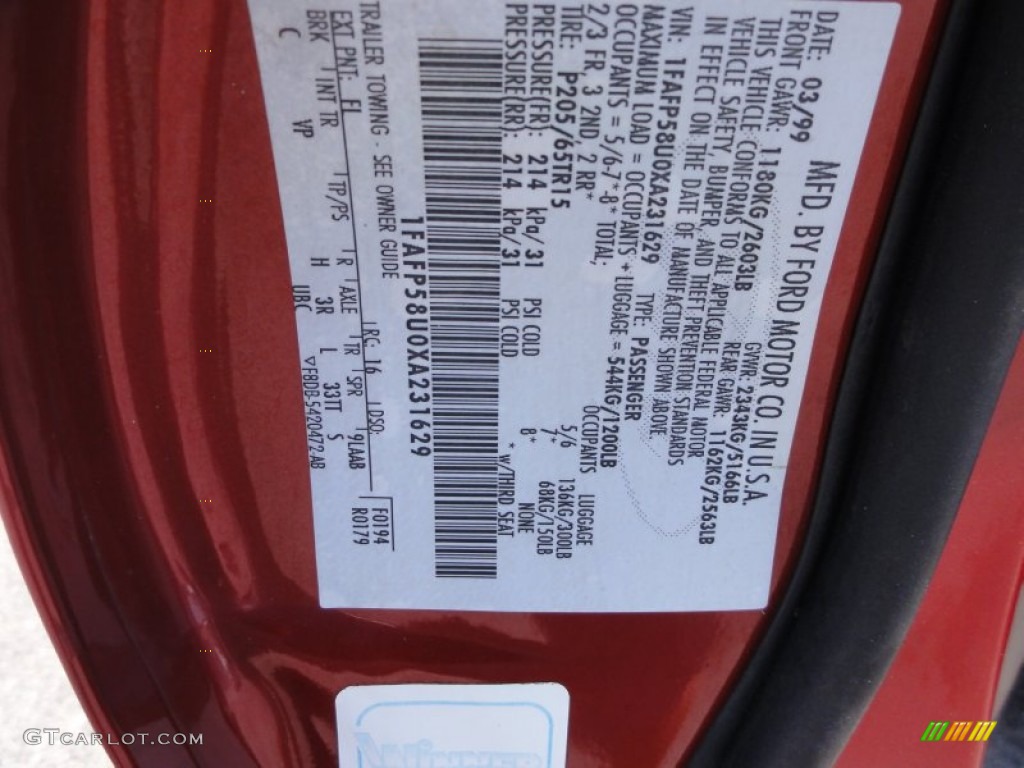 DATE: 03/99 MFD. BY FORD MOTOR CO. IN U.S.A.
FRONT GAWR: 1180KG/2603LB GVWR: 2343KG/5166LB
REAR GAWR: 1162KG/2563LB
THIS VEHICLE CONFORMS TO ALL APPLICABLE FEDERAL MOTOR
VEHICLE SAFETY, BUMPER, AND THEFT PREVENTION STANDARDS
IN EFFECT ON THE DATE OF MANUFACTURE SHOWN ABOVE.
VIN: 1FAFP58U0XA231629 TYPE: PASSENGER
MAXIMUM LOAD = OCCUPANTS + LUGGAGE = 544KG/1200LB
OCCUPANTS = 5/6-7*-8* TOTAL; OCCUPANTS LUGGAGE
2/3 FR, 3 2ND, 2 RR* 5/6 136KG/300LB
TIRE: P205/65TR15 7* 68KG/150LB
PRESSURE(FR): 214 kPa/31 PSI COLD 8* NONE
PRESSURE(RR): 214 kPa/31 PSI COLD * w/THIRD SEAT
1FAFP58U0XA231629
TRAILER TOWING - SEE OWNER GUIDE
F0194
EXT PNT: FL RC: 16 DSO: R0179
BRK INT TR TP/PS R AXLE TR SPR 9LAAB
C VP H 3R L 33TT S
UBC ▽F8DB-5420472-AB
WINNER
GTCARLOT.COM